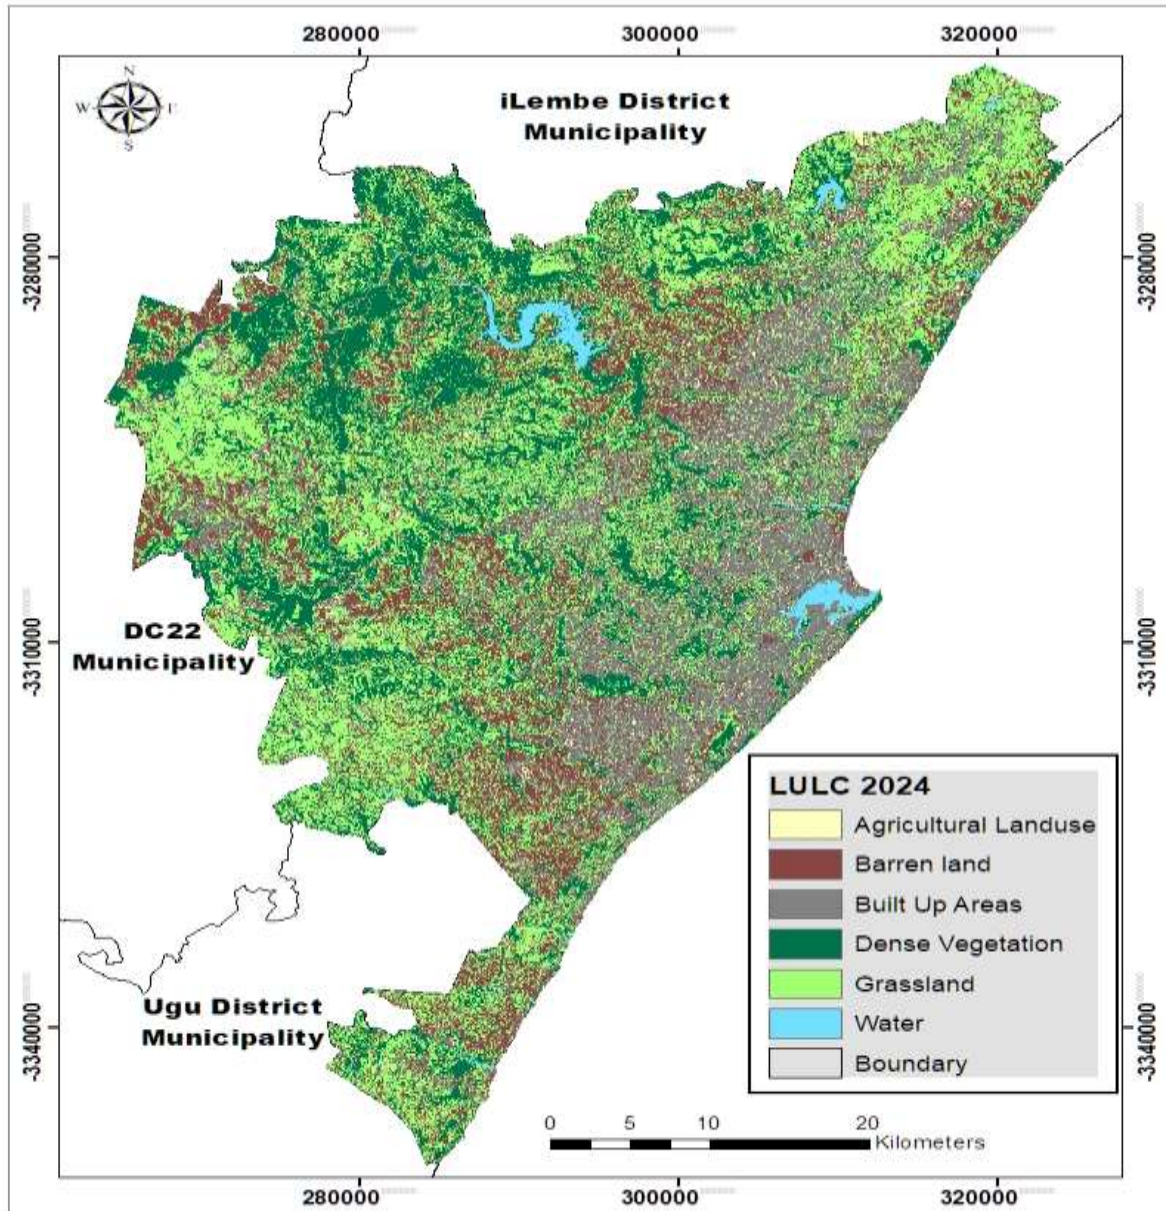 280000 300000 320000
N
W E
S
iLembe District
Municipality
-3280000 -3280000
DC22
Municipality
-3310000 -3310000
LULC 2024
Agricultural Landuse
Barren land
Built Up Areas
Dense Vegetation
Grassland
Water
Boundary
Ugu District
Municipality
-3340000 -3340000
0 5 10 20
Kilometers
280000 300000 320000